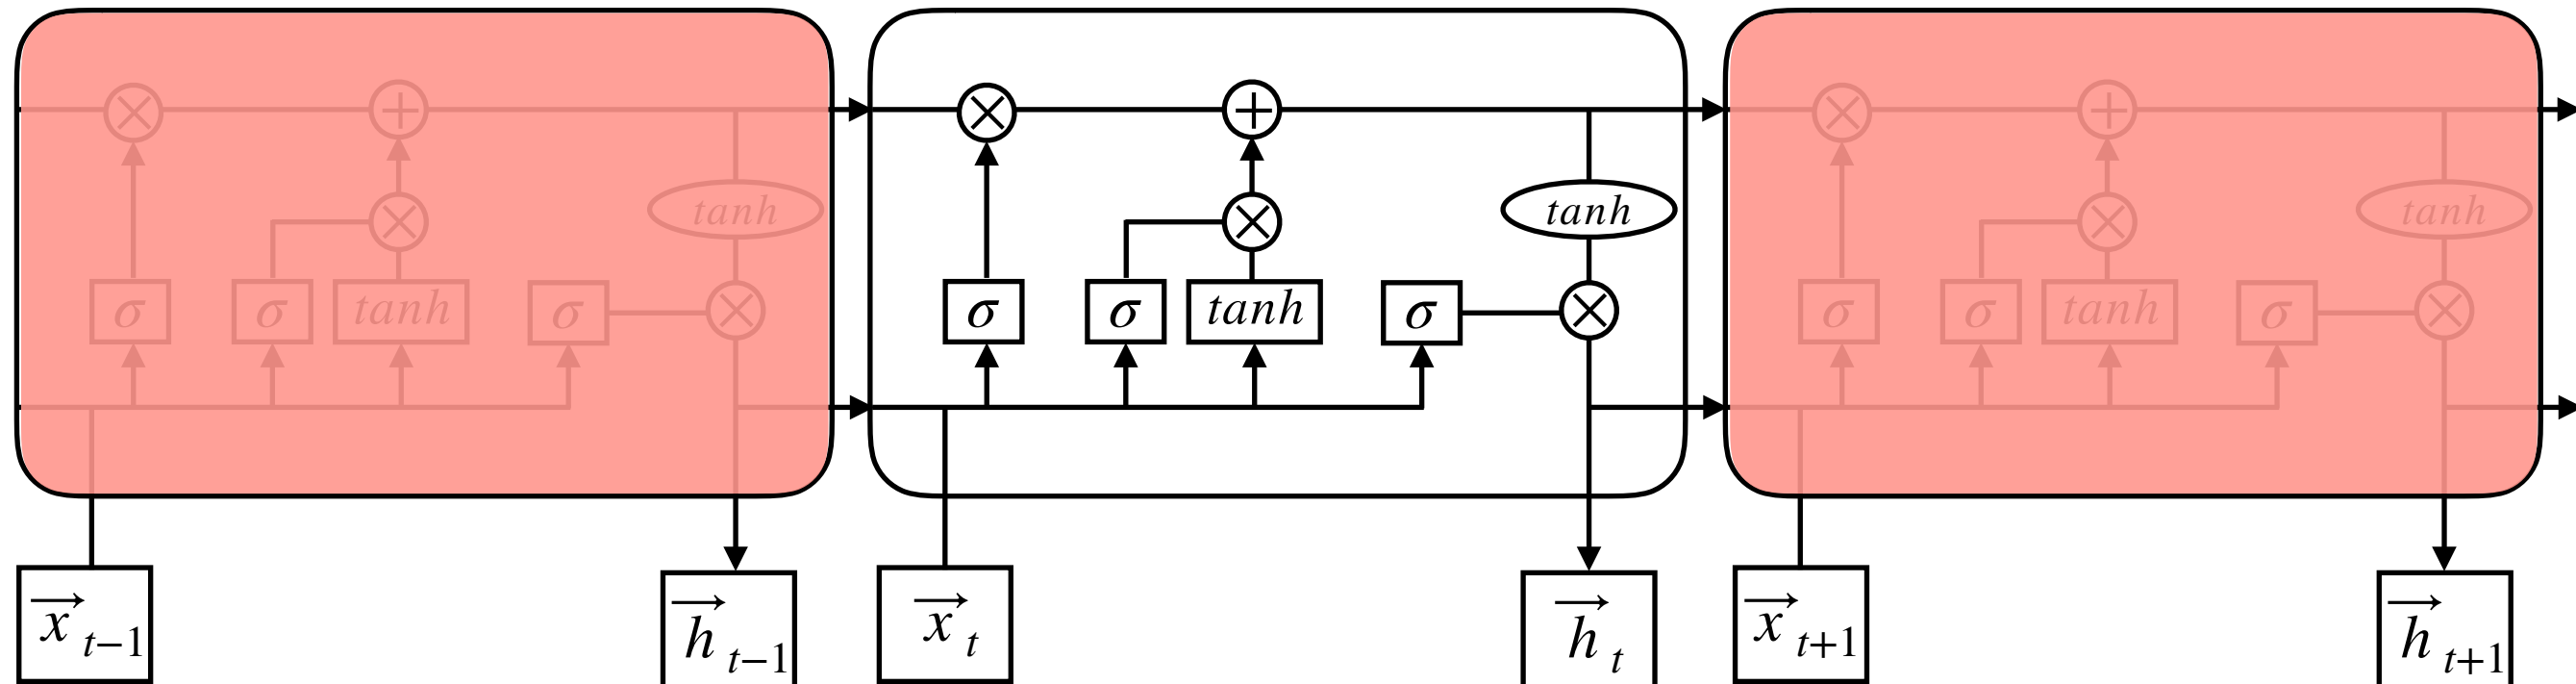 tanh tanh tanh
σ σ tanh σ σ σ tanh σ σ σ tanh σ
x⃗ t−1 h⃗ t−1 x⃗ t h⃗ t x⃗ t+1 h⃗ t+1